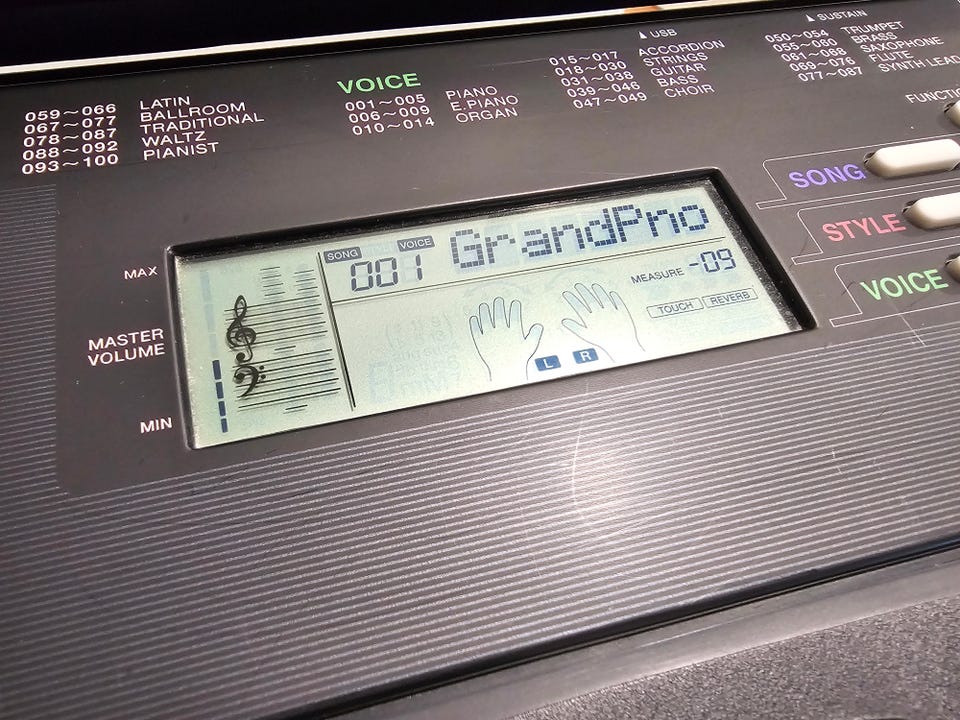 059~066 LATIN
067~077 BALLROOM
078~087 TRADITIONAL
088~092 WALTZ
093~100 PIANIST
VOICE
001~005 PIANO
006~009 E.PIANO
010~014 ORGAN
▲ USB
015~017 ACCORDION
018~030 STRINGS
031~038 GUITAR
039~046 BASS
047~049 CHOIR
▲ SUSTAIN
050~054 TRUMPET
055~060 BRASS
SAXOPHONE
069~076 FLUTE
077~087 SYNTH LEAD
FUNCTIO
SONG
STYLE
VOICE
MAX
MASTER
VOLUME
MIN
SONG VOICE
001 GrandPno
MEASURE -09
TOUCH REVERB
L R